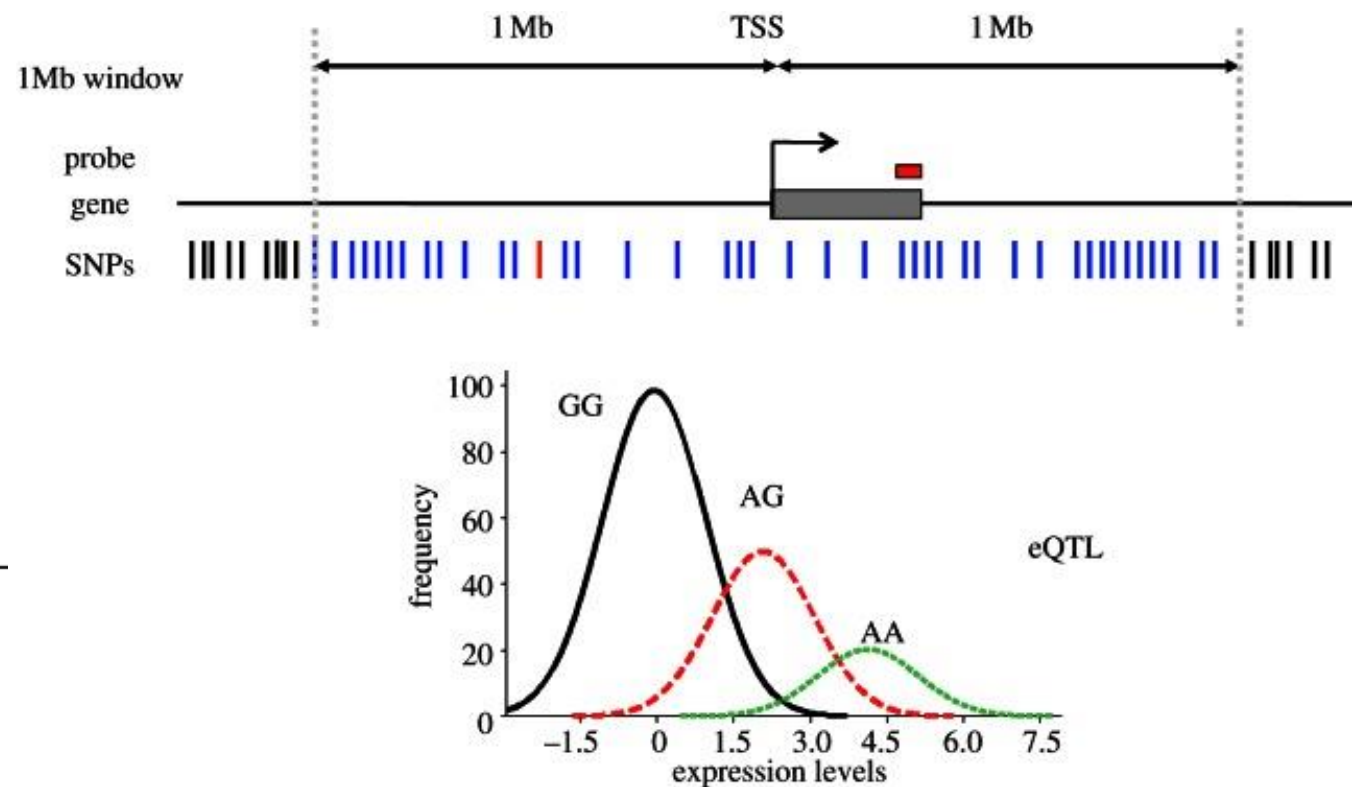 1 Mb TSS 1 Mb
1Mb window
probe
gene
SNPs
100
80
60
40
20
0
frequency
GG
AG
AA
eQTL
–1.5 0 1.5 3.0 4.5 6.0 7.5
expression levels